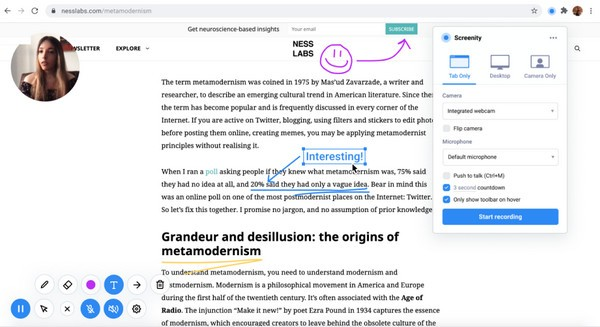 nesslabs.com/metamodernism
Get neuroscience-based insights
Your email
SUBSCRIBE
NEWSLETTER
EXPLORE
NESS
LABS
The term metamodernism was coined in 1975 by Mas'ud Zavarzade, a writer and
researcher, to describe an emerging cultural trend in American literature. Since then
the term has become popular and is frequently discussed in every corner of the
Internet. If you are active on Twitter, blogging, using filters and stickers to edit photos
before posting them online, creating memes, you may be applying metamodernist
principles without realising it.
Interesting!
When I ran a poll asking people if they knew what metamodernism was, 75% said
they had no idea at all, and 20% said they had only a vague idea. Bear in mind this
was an online poll on one of the most postmodernist places on the Internet: Twitter.
So let's fix this together. I promise no jargon, and no assumption of prior knowledge.
Grandeur and desillusion: the origins of
metamodernism
To understand metamodernism, you need to understand modernism and
postmodernism. Modernism is a philosophical movement in America and Europe
during the first half of the twentieth century. It's often associated with the Age of
Radio. The injunction "Make it new!" by poet Ezra Pound in 1934 captures the essence
of modernism, which encouraged creators to leave behind the obsolete culture of the
Screenity
Tab Only
Desktop
Camera Only
Camera
Integrated webcam
Flip camera
Microphone
Default microphone
Push to talk (Ctrl+M)
3 second countdown
Only show toolbar on hover
Start recording
T